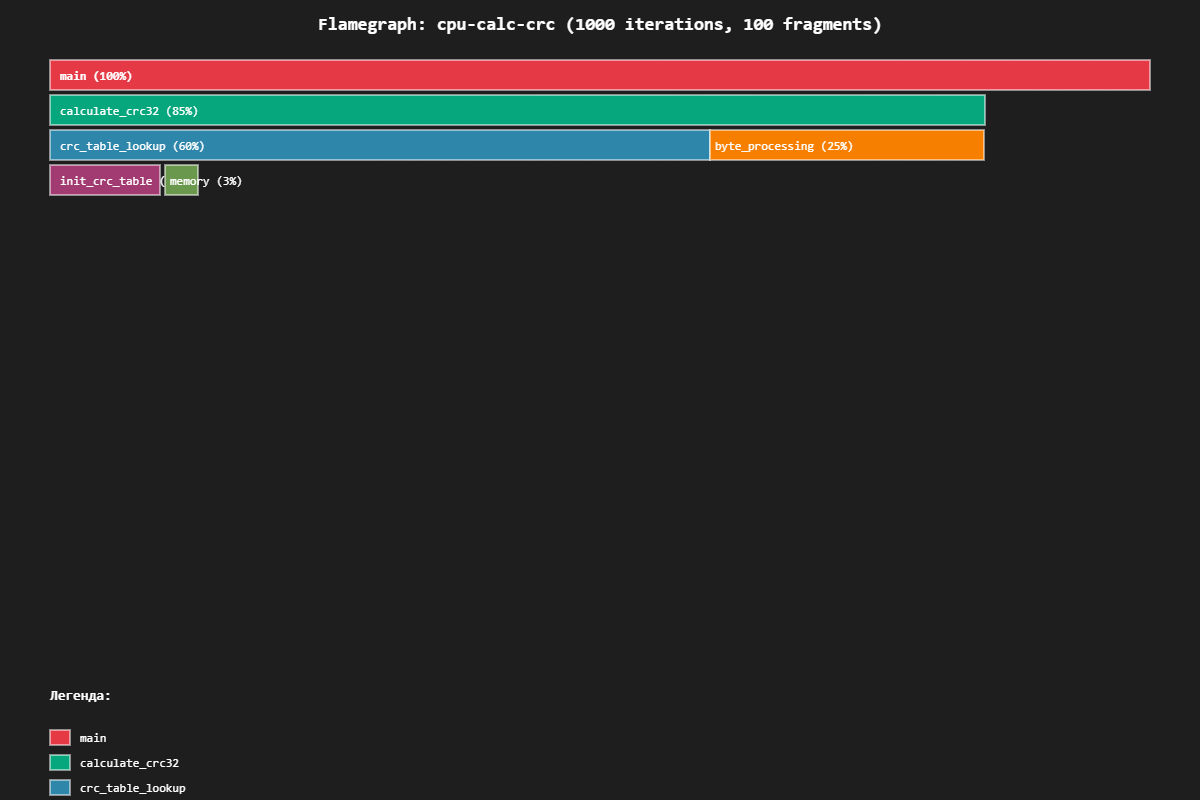 Flamegraph: cpu-calc-crc (1000 iterations, 100 fragments)
main (100%)
calculate_crc32 (85%)
crc_table_lookup (60%) byte_processing (25%)
init_crc_table ( memory (3%)
Легенда:
main
calculate_crc32
crc_table_lookup